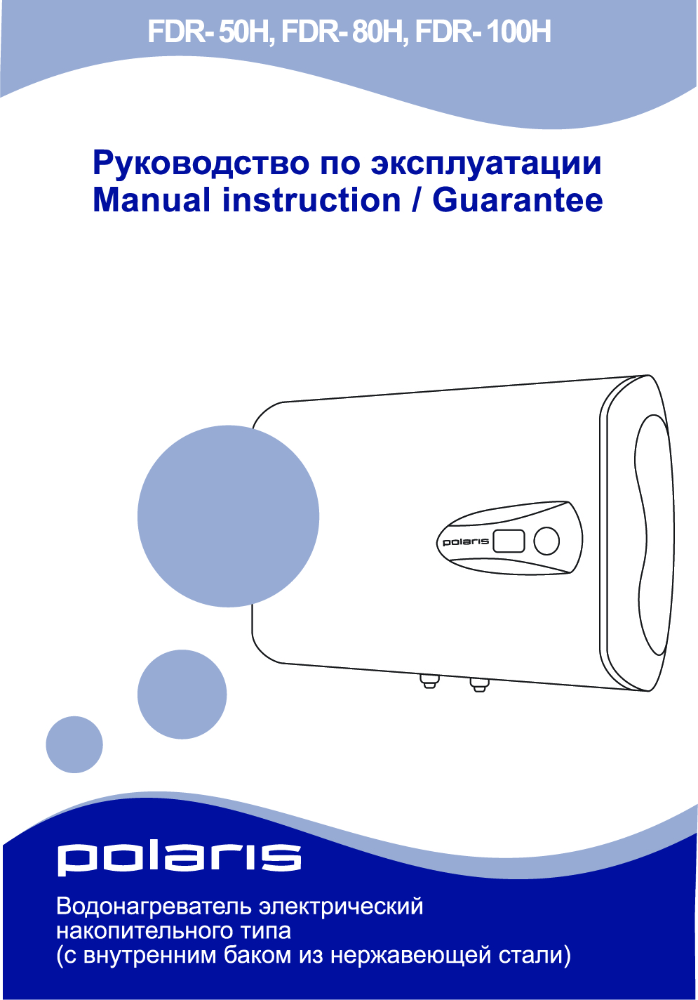 FDR- 50H, FDR- 80H, FDR- 100H
Руководство по эксплуатации
Manual instruction / Guarantee
polaris
polaris
Водонагреватель электрический
накопительного типа
(с внутренним баком из нержавеющей стали)